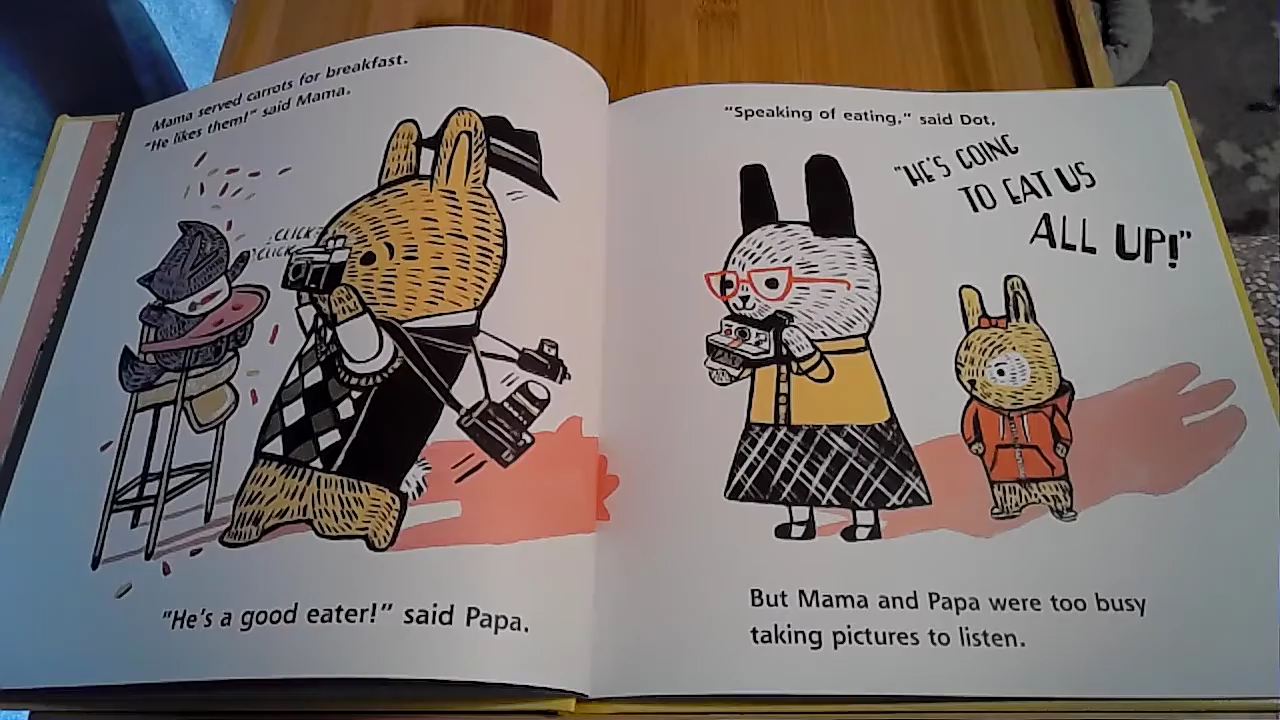 Mama served carrots for breakfast.
"He likes them!" said Mama.
CLICK
CLICK
"He's a good eater!" said Papa.
"Speaking of eating," said Dot,
"HE'S GOING
TO EAT US
ALL UP!"
But Mama and Papa were too busy
taking pictures to listen.